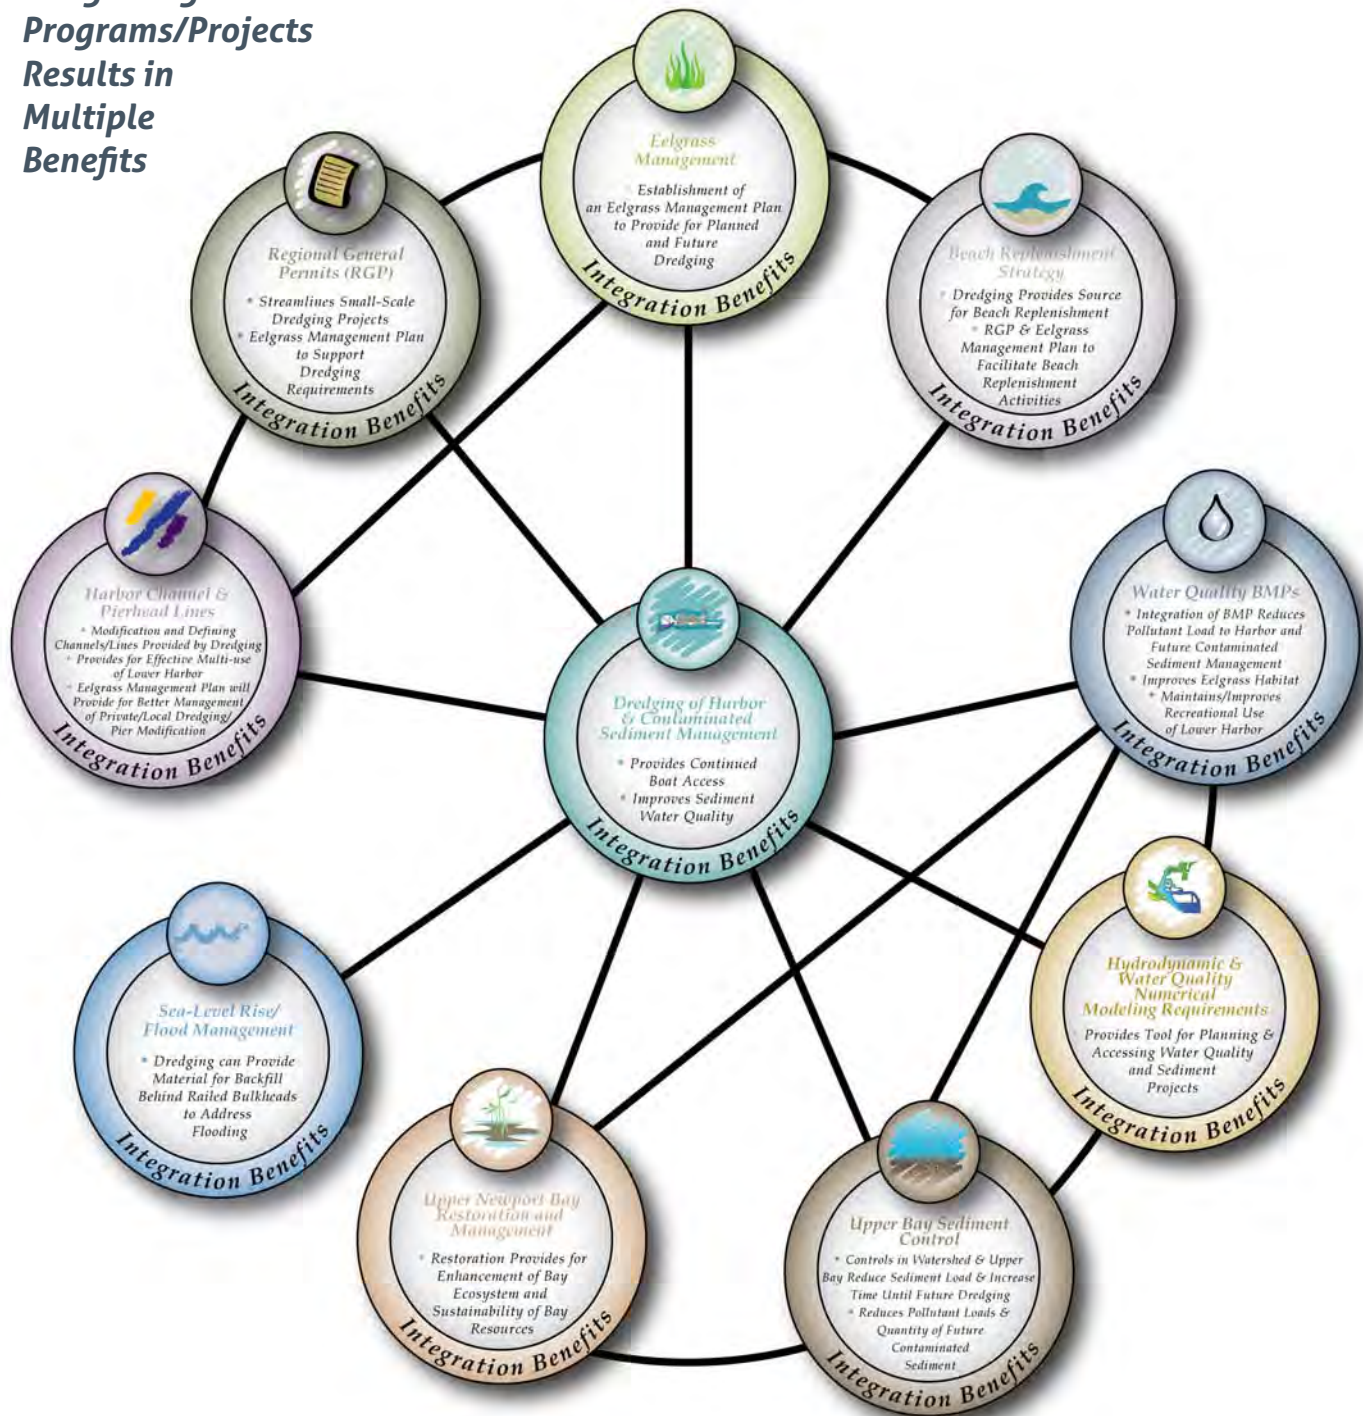 Programs/Projects
Results in
Multiple
Benefits
Eelgrass
Management
Establishment of
an Eelgrass Management Plan
to Provide for Planned
and Future
Dredging
Integration Benefits
Regional General
Permits (RGP)
* Streamlines Small-Scale
Dredging Projects
* Eelgrass Management Plan
to Support
Dredging
Requirements
Integration Benefits
Beach Replenishment
Strategy
* Dredging Provides Source
for Beach Replenishment
* RGP & Eelgrass
Management Plan to
Facilitate Beach
Replenishment
Activities
Integration Benefits
Harbor Channel &
Pierhead Lines
* Modification and Defining
Channels/Lines Provided by Dredging
* Provides for Effective Multi-use
of Lower Harbor
* Eelgrass Management Plan will
Provide for Better Management
of Private/Local Dredging/
Pier Modification
Integration Benefits
Dredging of Harbor
& Contaminated
Sediment Management
* Provides Continued
Boat Access
* Improves Sediment
Water Quality
Integration Benefits
Water Quality BMPs
* Integration of BMP Reduces
Pollutant Load to Harbor and
Future Contaminated
Sediment Management
* Improves Eelgrass Habitat
* Maintains/Improves
Recreational Use
of Lower Harbor
Integration Benefits
Sea-Level Rise/
Flood Management
* Dredging can Provide
Material for Backfill
Behind Railed Bulkheads
to Address
Flooding
Integration Benefits
Hydrodynamic &
Water Quality
Numerical
Modeling Requirements
Provides Tool for Planning &
Accessing Water Quality
and Sediment
Projects
Integration Benefits
Upper Newport Bay
Restoration and
Management
* Restoration Provides for
Enhancement of Bay
Ecosystem and
Sustainability of Bay
Resources
Integration Benefits
Upper Bay Sediment
Control
* Controls in Watershed & Upper
Bay Reduce Sediment Load & Increase
Time Until Future Dredging
* Reduces Pollutant Loads &
Quantity of Future
Contaminated
Sediment
Integration Benefits